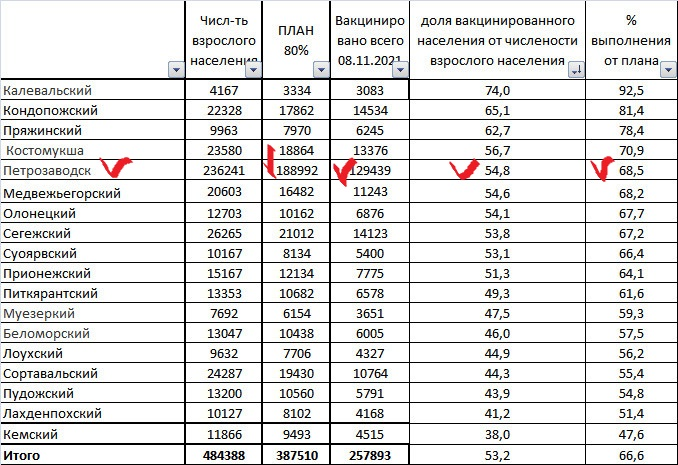 Числ-ть взрослого населения | ПЛАН 80% | Вакциниро вано всего 08.11.2021 | доля вакцинированного населения от числености взрослого населения | % выполнения от плана
Калевальский 4167 3334 3083 74,0 92,5
Кондопожский 22328 17862 14534 65,1 81,4
Пряжинский 9963 7970 6245 62,7 78,4
Костомукша 23580 18864 13376 56,7 70,9
Петрозаводск 236241 188992 129439 54,8 68,5
Медвежьегорский 20603 16482 11243 54,6 68,2
Олонецкий 12703 10162 6876 54,1 67,7
Сегежский 26265 21012 14123 53,8 67,2
Суоярвский 10167 8134 5400 53,1 66,4
Прионежский 15167 12134 7775 51,3 64,1
Питкярантский 13353 10682 6578 49,3 61,6
Муезеркий 7692 6154 3651 47,5 59,3
Беломорский 13047 10438 6005 46,0 57,5
Лоухский 9632 7706 4327 44,9 56,2
Сортавальский 24287 19430 10764 44,3 55,4
Пудожский 13200 10560 5791 43,9 54,8
Лахденпохский 10127 8102 4168 41,2 51,4
Кемский 11866 9493 4515 38,0 47,6
Итого 484388 387510 257893 53,2 66,6